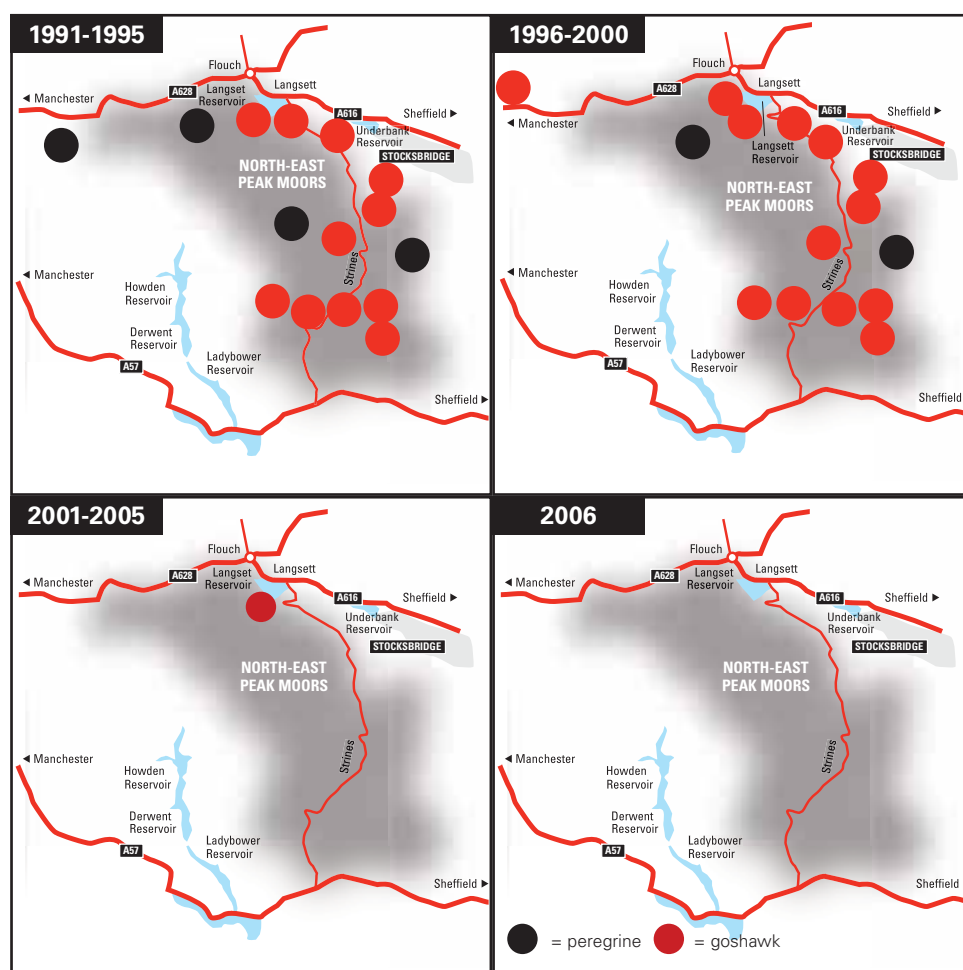 1991-1995
Flouch
Langsett
A628
Langset
Reservoir
◄ Manchester
A616
Sheffield ►
Underbank
Reservoir
STOCKSBRIDGE
NORTH-EAST
PEAK MOORS
Strines
◄ Manchester
Howden
Reservoir
Derwent
Reservoir
Ladybower
Reservoir
A57
Sheffield ►
1996-2000
Flouch
Langsett
A628
◄ Manchester
A616
Sheffield ►
Langsett
Reservoir
Underbank
Reservoir
STOCKSBRIDGE
NORTH-EAST
PEAK MOORS
Strines
◄ Manchester
Howden
Reservoir
Derwent
Reservoir
Ladybower
Reservoir
A57
Sheffield ►
2001-2005
Flouch
Langsett
A628
Langset
Reservoir
◄ Manchester
A616
Sheffield ►
Underbank
Reservoir
STOCKSBRIDGE
NORTH-EAST
PEAK MOORS
Strines
◄ Manchester
Howden
Reservoir
Derwent
Reservoir
Ladybower
Reservoir
A57
Sheffield ►
2006
Flouch
Langsett
A628
Langset
Reservoir
◄ Manchester
A616
Sheffield ►
Underbank
Reservoir
STOCKSBRIDGE
NORTH-EAST
PEAK MOORS
Strines
◄ Manchester
Howden
Reservoir
Derwent
Reservoir
Ladybower
Reservoir
A57
Sheffield ►
= peregrine = goshawk